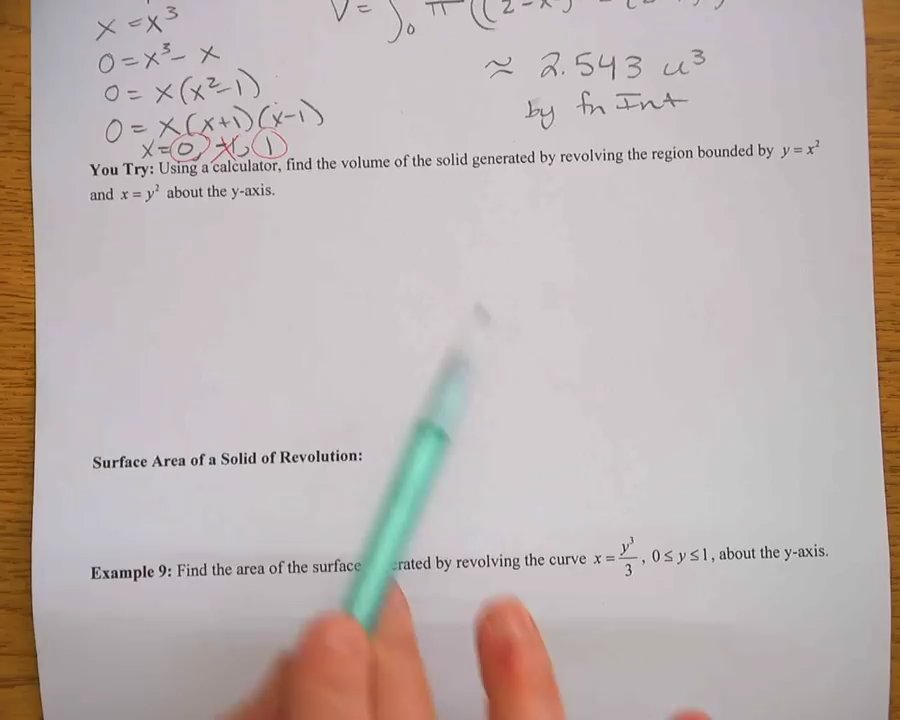 x = x³
0 = x³ - x
0 = x(x²-1)
0 = x(x+1)(x-1)
x = 0, -1, 1
V = ∫₀ π((2-x
≈ 2.543 u³
by fnInt
You Try: Using a calculator, find the volume of the solid generated by revolving the region bounded by y = x²
and x = y² about the y-axis.
Surface Area of a Solid of Revolution:
Example 9: Find the area of the surface erated by revolving the curve x = y³/3, 0 ≤ y ≤ 1, about the y-axis.